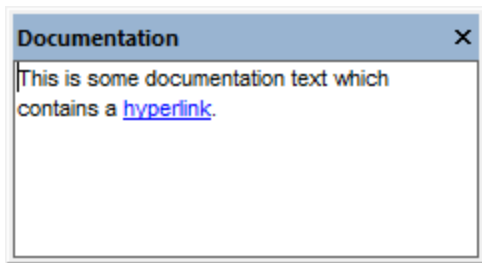 Documentation
This is some documentation text which
contains a hyperlink.